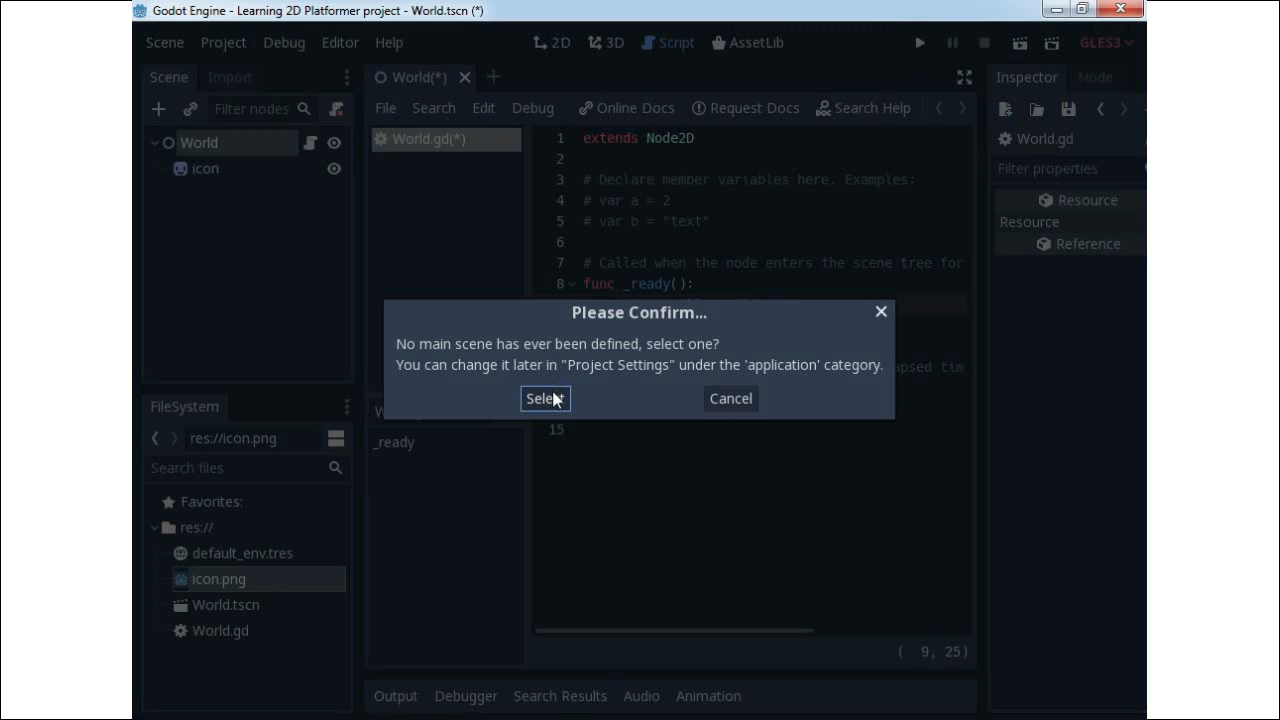 Godot Engine - Learning 2D Platformer project - World.tscn (*)
Scene Project Debug Editor Help 2D 3D Script AssetLib GLES3
Scene Import World(*) Inspector Node
Filter nodes File Search Edit Debug Online Docs Request Docs Search Help
World World.gd(*) 1 extends Node2D World.gd
icon 2 Filter properties
3 # Declare member variables here. Examples:
4 # var a = 2 Resource
5 # var b = "text" Resource
6 Reference
7 # Called when the node enters the scene tree for
8 func _ready():
Please Confirm...
No main scene has ever been defined, select one?
You can change it later in "Project Settings" under the 'application' category.
Select Cancel
FileSystem
res://icon.png 15
_ready
Search files
Favorites:
res://
default_env.tres
icon.png
World.tscn
World.gd
( 9, 25)
Output Debugger Search Results Audio Animation